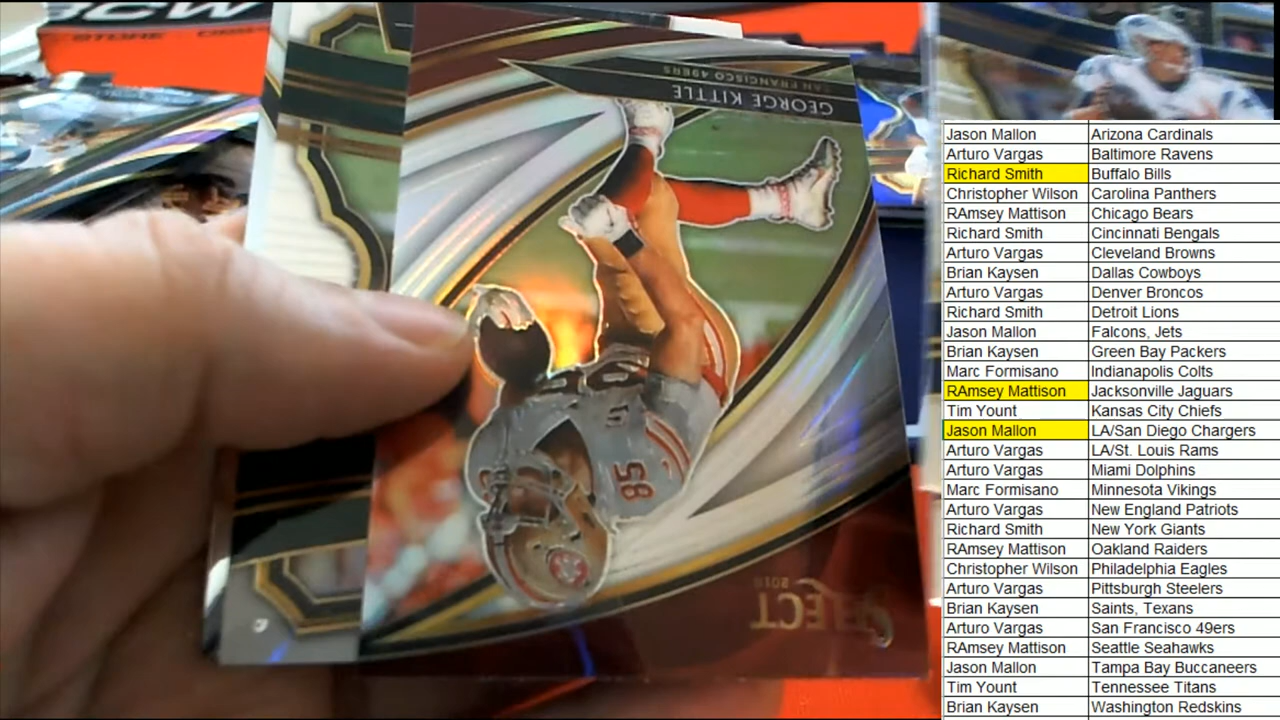 BCW
GEORGE KITTLE
SAN FRANCISCO 49ERS
85
SELECT
2018
Jason Mallon Arizona Cardinals
Arturo Vargas Baltimore Ravens
Richard Smith Buffalo Bills
Christopher Wilson Carolina Panthers
RAmsey Mattison Chicago Bears
Richard Smith Cincinnati Bengals
Arturo Vargas Cleveland Browns
Brian Kaysen Dallas Cowboys
Arturo Vargas Denver Broncos
Richard Smith Detroit Lions
Jason Mallon Falcons, Jets
Brian Kaysen Green Bay Packers
Marc Formisano Indianapolis Colts
RAmsey Mattison Jacksonville Jaguars
Tim Yount Kansas City Chiefs
Jason Mallon LA/San Diego Chargers
Arturo Vargas LA/St. Louis Rams
Arturo Vargas Miami Dolphins
Marc Formisano Minnesota Vikings
Arturo Vargas New England Patriots
Richard Smith New York Giants
RAmsey Mattison Oakland Raiders
Christopher Wilson Philadelphia Eagles
Arturo Vargas Pittsburgh Steelers
Brian Kaysen Saints, Texans
Arturo Vargas San Francisco 49ers
RAmsey Mattison Seattle Seahawks
Jason Mallon Tampa Bay Buccaneers
Tim Yount Tennessee Titans
Brian Kaysen Washington Redskins